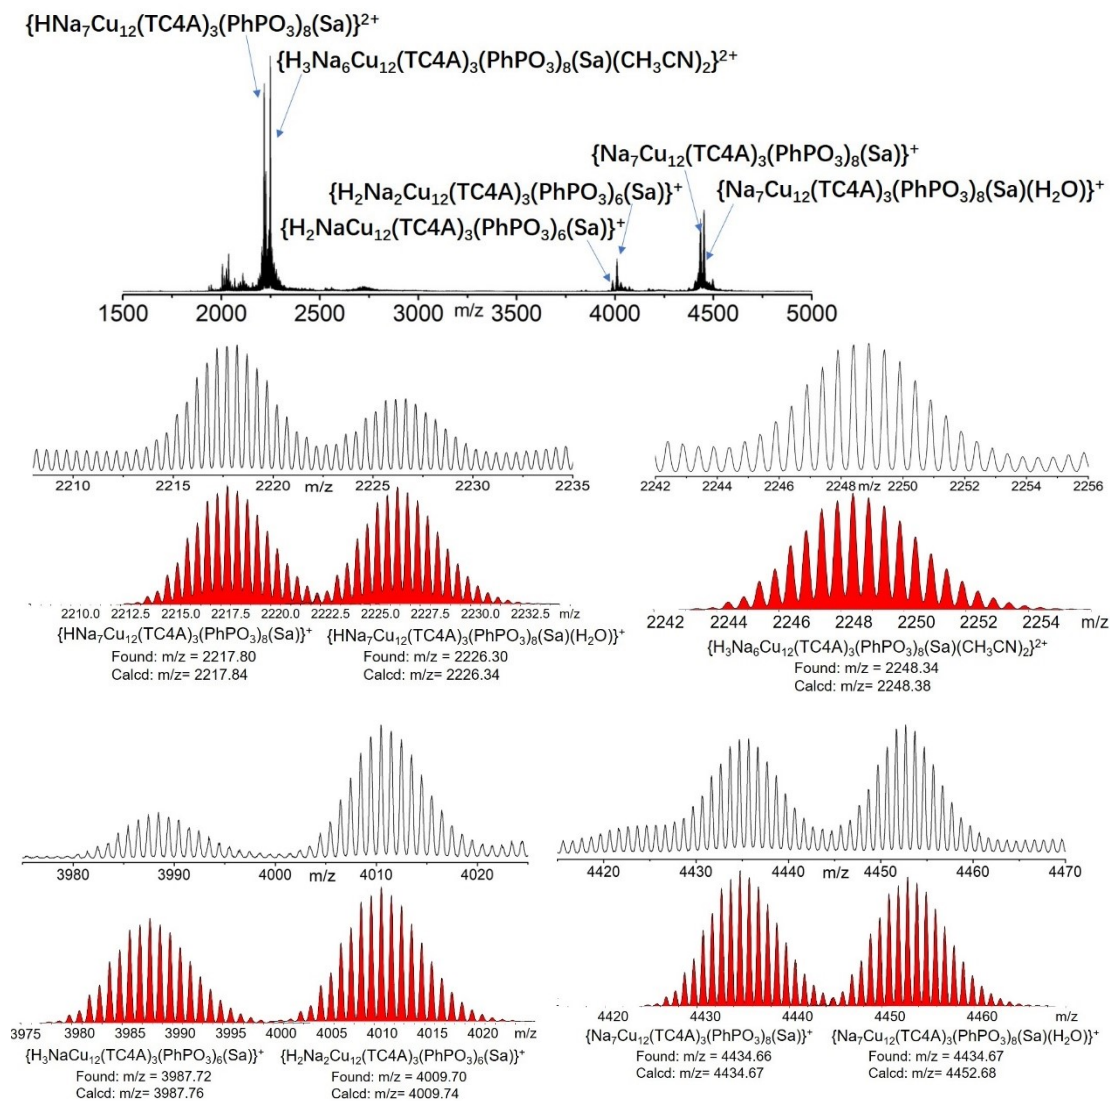 {HNa₇Cu₁₂(TC4A)₃(PhPO₃)₈(Sa)}²⁺
{H₃Na₆Cu₁₂(TC4A)₃(PhPO₃)₈(Sa)(CH₃CN)₂}²⁺
{Na₇Cu₁₂(TC4A)₃(PhPO₃)₈(Sa)}⁺
{H₂Na₂Cu₁₂(TC4A)₃(PhPO₃)₆(Sa)}⁺ {Na₇Cu₁₂(TC4A)₃(PhPO₃)₈(Sa)(H₂O)}⁺
{H₂NaCu₁₂(TC4A)₃(PhPO₃)₆(Sa)}⁺
1500 2000 2500 3000 m/z 3500 4000 4500 5000
2210 2215 2220 m/z 2225 2230 2235
2242 2244 2246 2248 m/z 2250 2252 2254 2256
2210.0 2212.5 2215.0 2217.5 2220.0 2222.5 2225.0 2227.5 2230.0 2232.5 m/z
2242 2244 2246 2248 2250 2252 2254 m/z
{HNa₇Cu₁₂(TC4A)₃(PhPO₃)₈(Sa)}⁺ {HNa₇Cu₁₂(TC4A)₃(PhPO₃)₈(Sa)(H₂O)}⁺
Found: m/z = 2217.80 Found: m/z = 2226.30
Calcd: m/z= 2217.84 Calcd: m/z= 2226.34
{H₃Na₆Cu₁₂(TC4A)₃(PhPO₃)₈(Sa)(CH₃CN)₂}²⁺
Found: m/z = 2248.34
Calcd: m/z= 2248.38
3980 3990 4000 m/z 4010 4020
4420 4430 4440 m/z 4450 4460 4470
3975 3980 3985 3990 3995 4000 4005 4010 4015 4020 m/z
4420 4430 4440 4450 4460 m/z
{H₃NaCu₁₂(TC4A)₃(PhPO₃)₆(Sa)}⁺ {H₂Na₂Cu₁₂(TC4A)₃(PhPO₃)₆(Sa)}⁺
Found: m/z = 3987.72 Found: m/z = 4009.70
Calcd: m/z= 3987.76 Calcd: m/z= 4009.74
{Na₇Cu₁₂(TC4A)₃(PhPO₃)₈(Sa)}⁺ {Na₇Cu₁₂(TC4A)₃(PhPO₃)₈(Sa)(H₂O)}⁺
Found: m/z = 4434.66 Found: m/z = 4434.67
Calcd: m/z= 4434.67 Calcd: m/z= 4452.68